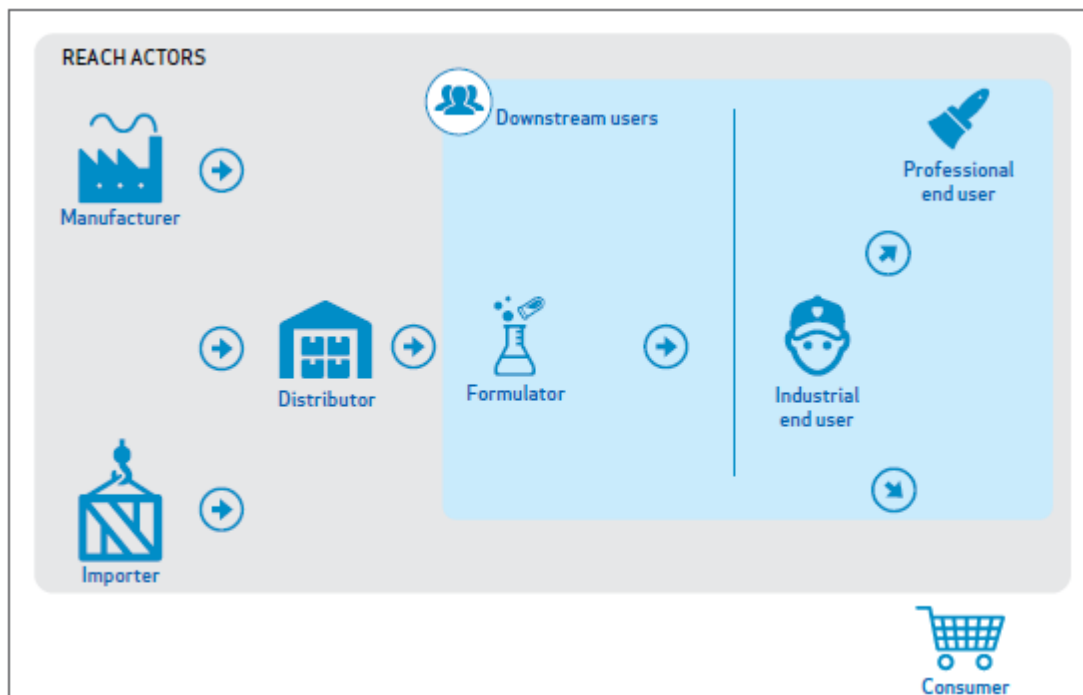 REACH ACTORS
Downstream users
Manufacturer
Professional
end user
Distributor
Formulator
Industrial
end user
Importer
Consumer